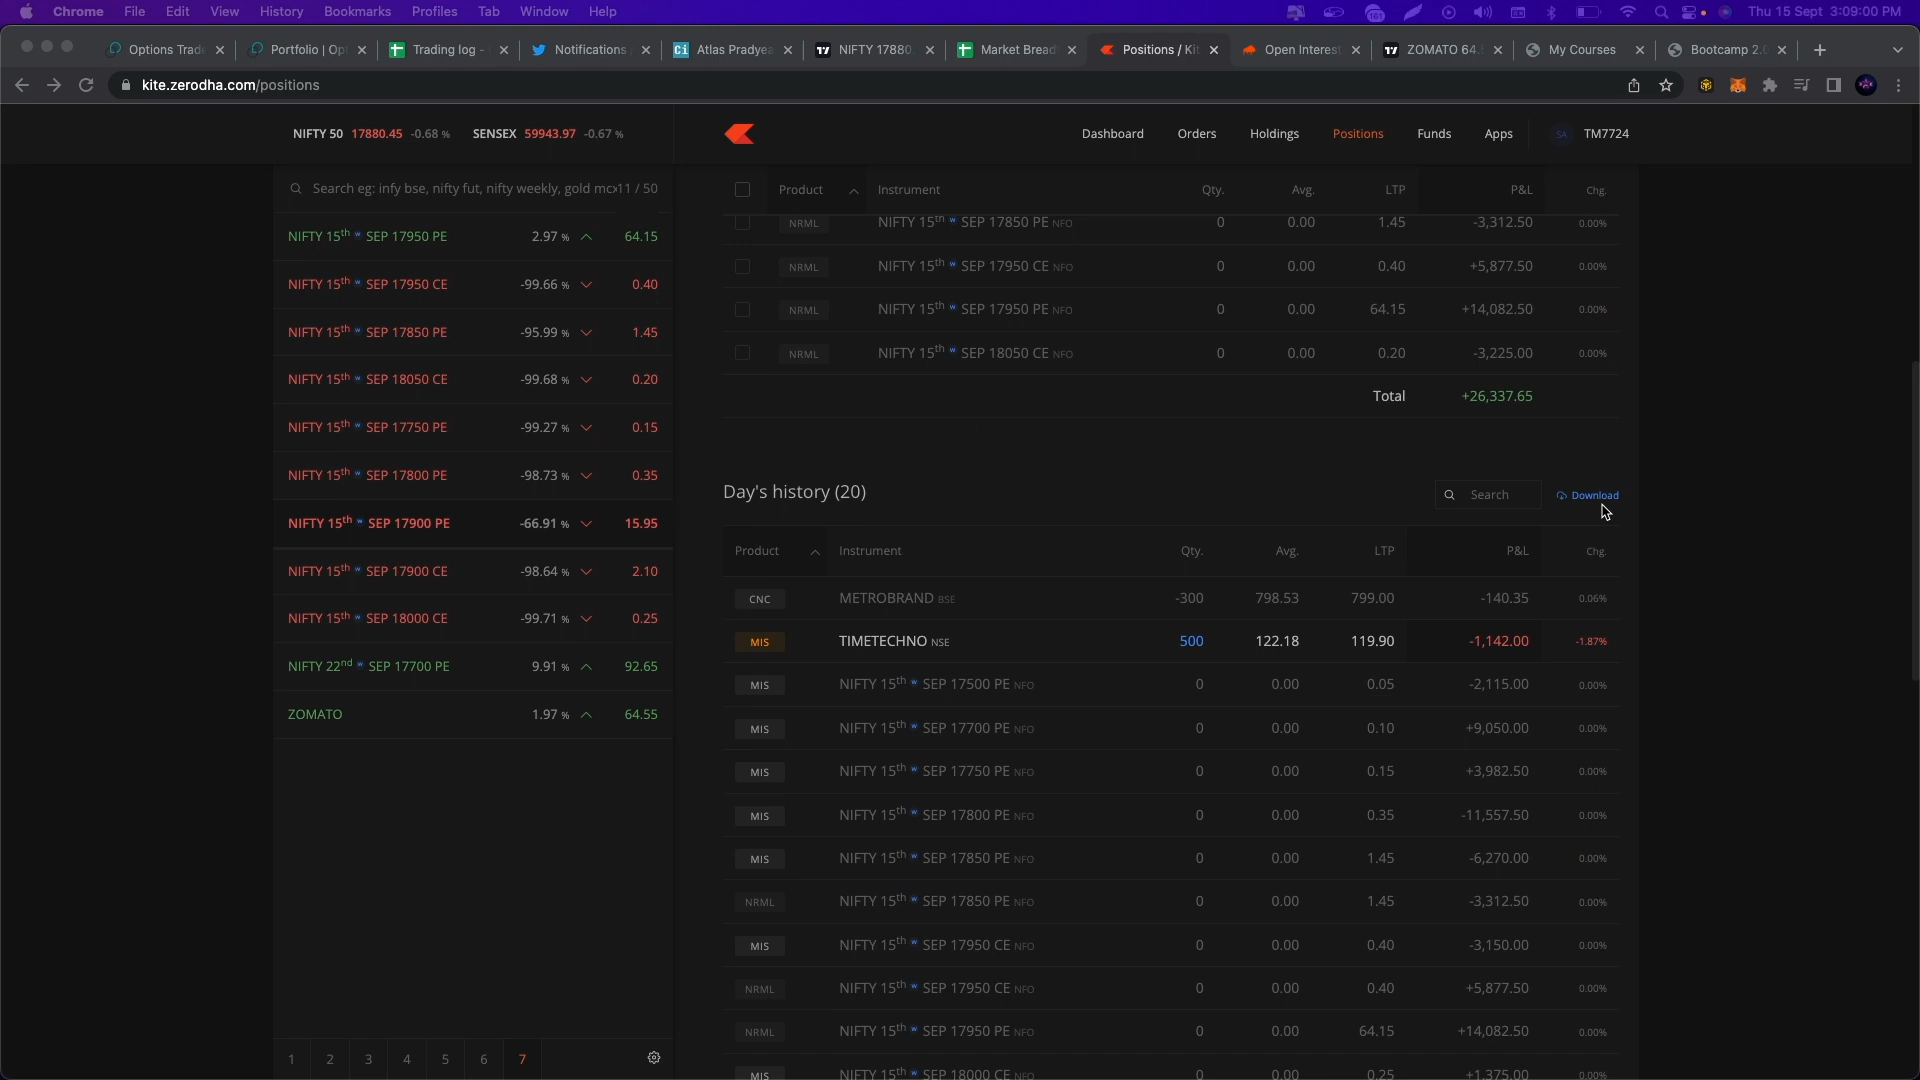 Chrome File Edit View History Bookmarks Profiles Tab Window Help Thu 15 Sept 3:09:00 PM
Options Trade Portfolio | Opt Trading log - Notifications Atlas Pradyea NIFTY 17880. Market Bread Positions / Kit Open Interest ZOMATO 64. My Courses Bootcamp 2.0
kite.zerodha.com/positions
NIFTY 50 17880.45 -0.68 % SENSEX 59943.97 -0.67 %
Dashboard Orders Holdings Positions Funds Apps SA TM7724
Search eg: infy bse, nifty fut, nifty weekly, gold mcx 11 / 50
NIFTY 15th w SEP 17950 PE 2.97 % 64.15
NIFTY 15th w SEP 17950 CE -99.66 % 0.40
NIFTY 15th w SEP 17850 PE -95.99 % 1.45
NIFTY 15th w SEP 18050 CE -99.68 % 0.20
NIFTY 15th w SEP 17750 PE -99.27 % 0.15
NIFTY 15th w SEP 17800 PE -98.73 % 0.35
NIFTY 15th w SEP 17900 PE -66.91 % 15.95
NIFTY 15th w SEP 17900 CE -98.64 % 2.10
NIFTY 15th w SEP 18000 CE -99.71 % 0.25
NIFTY 22nd w SEP 17700 PE 9.91 % 92.65
ZOMATO 1.97 % 64.55
1 2 3 4 5 6 7
Product Instrument Qty. Avg. LTP P&L Chg.
NRML NIFTY 15th w SEP 17850 PE NFO 0 0.00 1.45 -3,312.50 0.00%
NRML NIFTY 15th w SEP 17950 CE NFO 0 0.00 0.40 +5,877.50 0.00%
NRML NIFTY 15th w SEP 17950 PE NFO 0 0.00 64.15 +14,082.50 0.00%
NRML NIFTY 15th w SEP 18050 CE NFO 0 0.00 0.20 -3,225.00 0.00%
Total +26,337.65
Day's history (20) Search Download
Product Instrument Qty. Avg. LTP P&L Chg.
CNC METROBRAND BSE -300 798.53 799.00 -140.35 0.06%
MIS TIMETECHNO NSE 500 122.18 119.90 -1,142.00 -1.87%
MIS NIFTY 15th w SEP 17500 PE NFO 0 0.00 0.05 -2,115.00 0.00%
MIS NIFTY 15th w SEP 17700 PE NFO 0 0.00 0.10 +9,050.00 0.00%
MIS NIFTY 15th w SEP 17750 PE NFO 0 0.00 0.15 +3,982.50 0.00%
MIS NIFTY 15th w SEP 17800 PE NFO 0 0.00 0.35 -11,557.50 0.00%
MIS NIFTY 15th w SEP 17850 PE NFO 0 0.00 1.45 -6,270.00 0.00%
NRML NIFTY 15th w SEP 17850 PE NFO 0 0.00 1.45 -3,312.50 0.00%
MIS NIFTY 15th w SEP 17950 CE NFO 0 0.00 0.40 -3,150.00 0.00%
NRML NIFTY 15th w SEP 17950 CE NFO 0 0.00 0.40 +5,877.50 0.00%
NRML NIFTY 15th w SEP 17950 PE NFO 0 0.00 64.15 +14,082.50 0.00%
MIS NIFTY 15th w SEP 18000 CE NFO 0 0.00 0.25 +1,375.00 0.00%